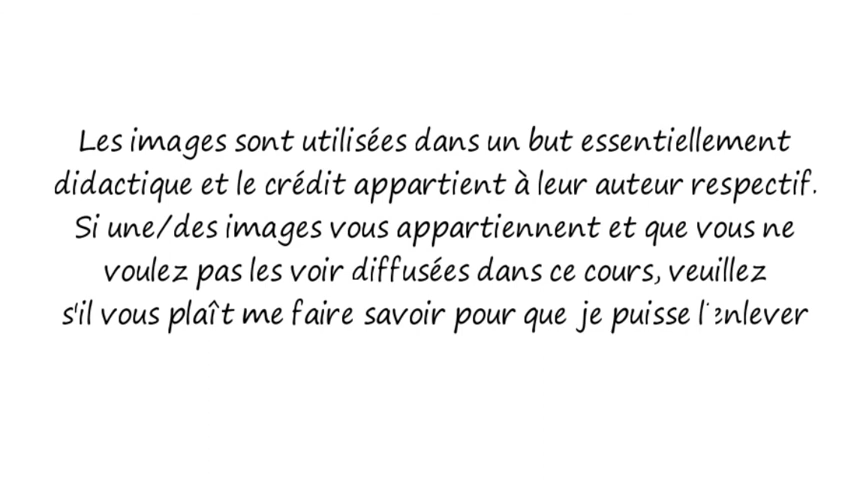 Les images sont utilisées dans un but essentiellement
didactique et le crédit appartient à leur auteur respectif.
Si une/des images vous appartiennent et que vous ne
voulez pas les voir diffusées dans ce cours, veuillez
s'il vous plaît me faire savoir pour que je puisse l'enlever